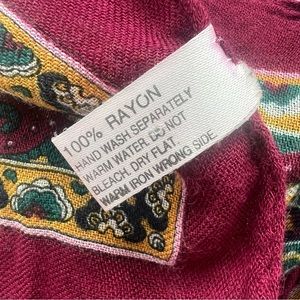 100% RAYON
HAND WASH SEPARATELY
WARM WATER. DO NOT
BLEACH. DRY FLAT.
WARM IRON WRONG SIDE